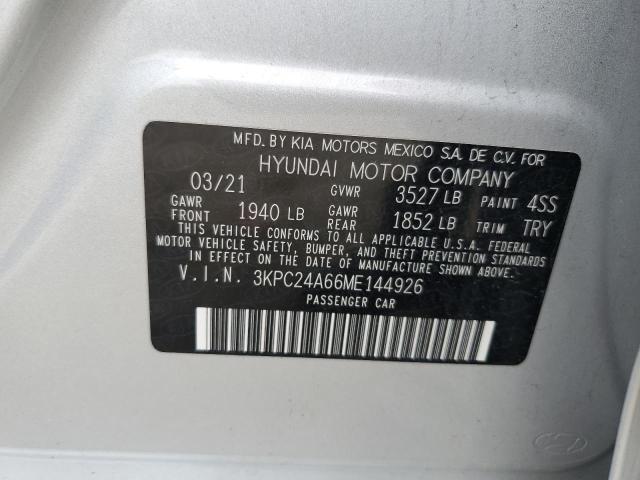 MFD. BY KIA MOTORS MEXICO S.A. DE C.V. FOR
HYUNDAI MOTOR COMPANY
03/21 GVWR 3527 LB PAINT 4SS
GAWR FRONT 1940 LB GAWR REAR 1852 LB TRIM TRY
THIS VEHICLE CONFORMS TO ALL APPLICABLE U.S.A. FEDERAL
MOTOR VEHICLE SAFETY, BUMPER, AND THEFT PREVENTION STANDARDS
IN EFFECT ON THE DATE OF MANUFACTURE SHOWN ABOVE.
V.I.N. 3KPC24A66ME144926
PASSENGER CAR